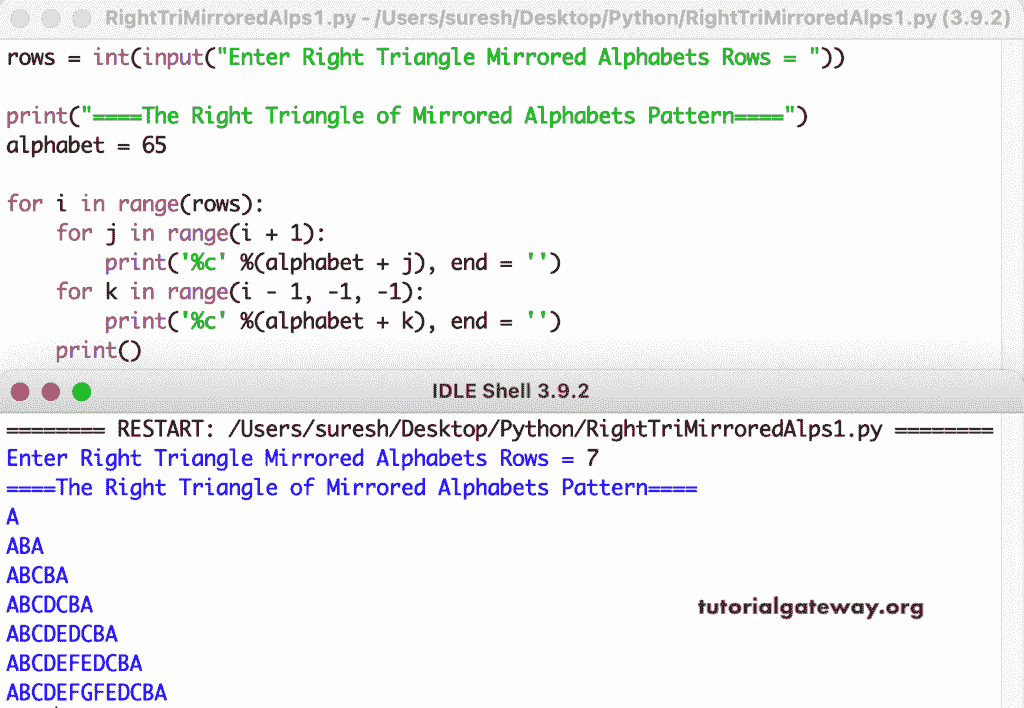 RightTriMirroredAlps1.py - /Users/suresh/Desktop/Python/RightTriMirroredAlps1.py (3.9.2)
rows = int(input("Enter Right Triangle Mirrored Alphabets Rows = "))
print("====The Right Triangle of Mirrored Alphabets Pattern====")
alphabet = 65
for i in range(rows):
    for j in range(i + 1):
        print('%c' %(alphabet + j), end = '')
    for k in range(i - 1, -1, -1):
        print('%c' %(alphabet + k), end = '')
    print()
IDLE Shell 3.9.2
======== RESTART: /Users/suresh/Desktop/Python/RightTriMirroredAlps1.py ========
Enter Right Triangle Mirrored Alphabets Rows = 7
====The Right Triangle of Mirrored Alphabets Pattern====
A
ABA
ABCBA
ABCDCBA
ABCDEDCBA
ABCDEFEDCBA
ABCDEFGFEDCBA
tutorialgateway.org